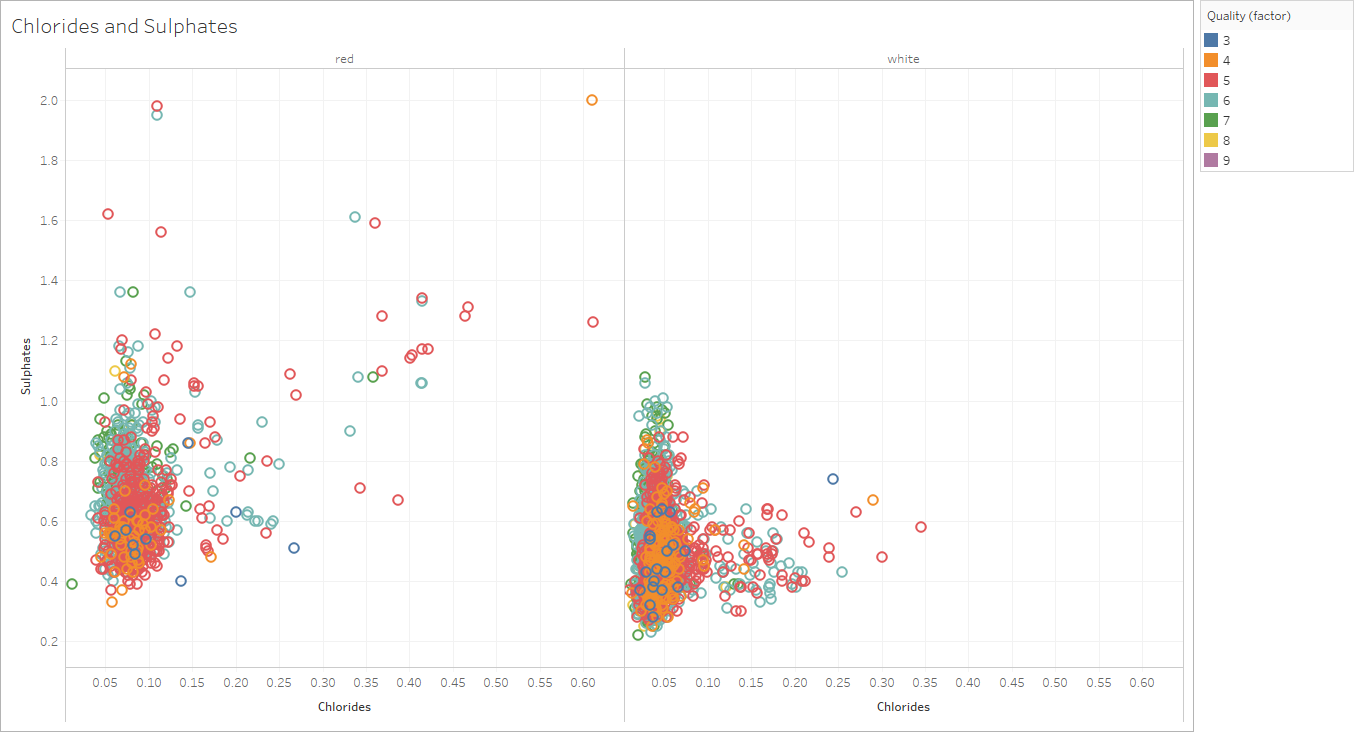 Chlorides and Sulphates
Quality (factor)
3
4
5
6
7
8
9
red white
Sulphates
2.0
1.8
1.6
1.4
1.2
1.0
0.8
0.6
0.4
0.2
0.05 0.10 0.15 0.20 0.25 0.30 0.35 0.40 0.45 0.50 0.55 0.60 0.05 0.10 0.15 0.20 0.25 0.30 0.35 0.40 0.45 0.50 0.55 0.60
Chlorides Chlorides